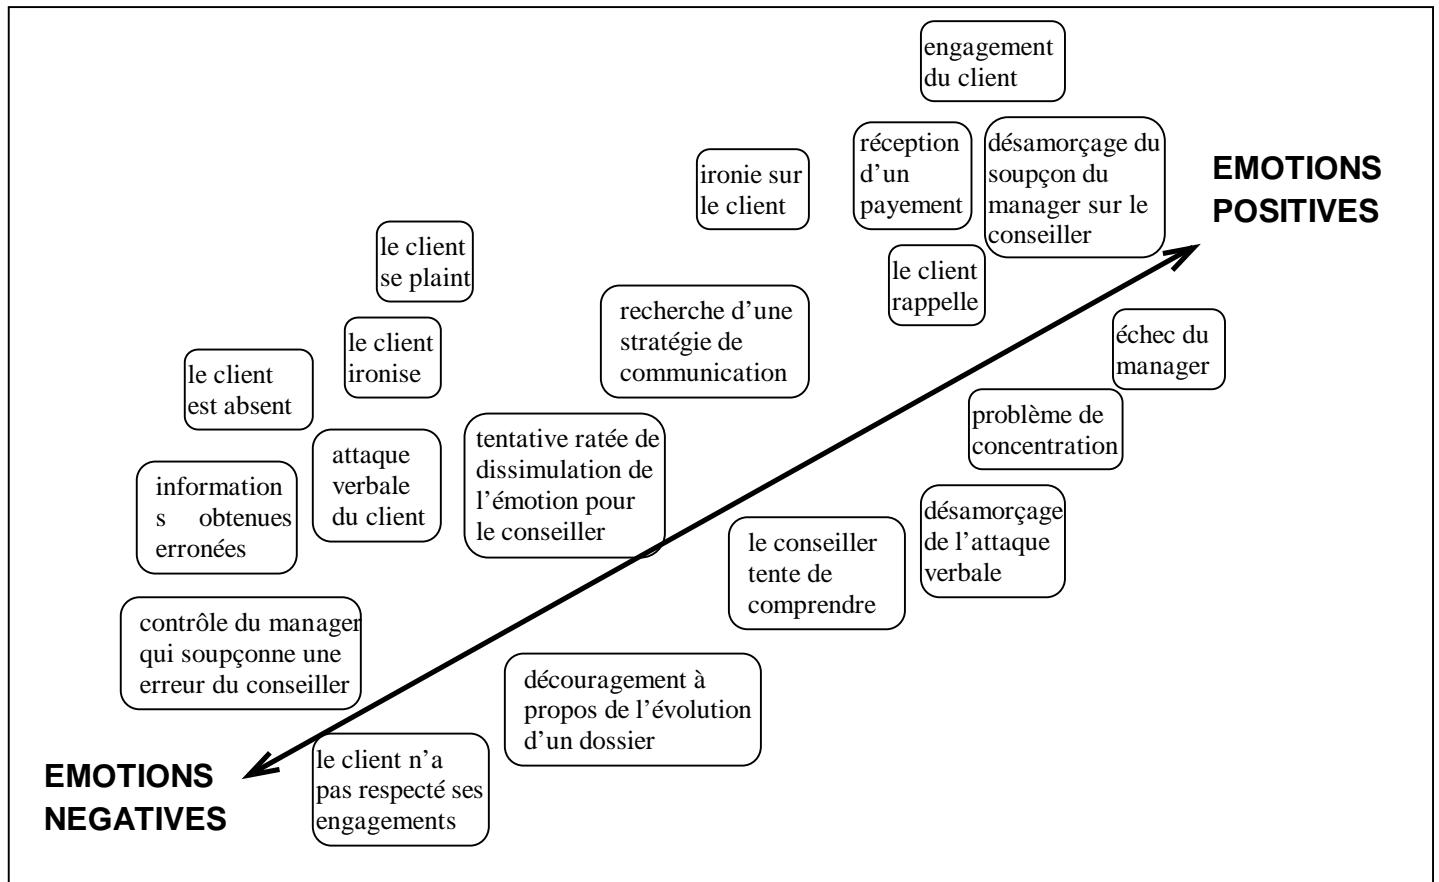 engagement
du client
réception
d’un
payement
désamorçage du
soupçon du
manager sur le
conseiller
EMOTIONS
POSITIVES
ironie sur
le client
le client
se plaint
le client
rappelle
recherche d’une
stratégie de
communication
échec du
manager
le client
ironise
le client
est absent
problème de
concentration
tentative ratée de
dissimulation de
l’émotion pour
le conseiller
attaque
verbale
du client
information
s obtenues
erronées
désamorçage
de l’attaque
verbale
le conseiller
tente de
comprendre
contrôle du manager
qui soupçonne une
erreur du conseiller
découragement à
propos de l’évolution
d’un dossier
le client n’a
pas respecté ses
engagements
EMOTIONS
NEGATIVES